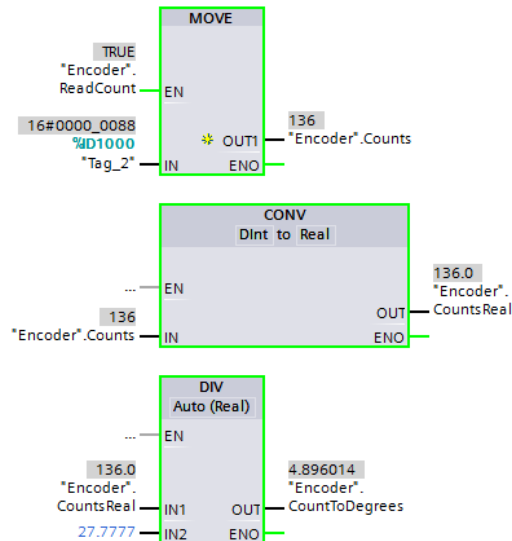 MOVE
TRUE
"Encoder".
ReadCount
EN
16#0000_0088
%ID1000
"Tag_2"
IN
136
OUT1
"Encoder".Counts
ENO
CONV
DInt to Real
...
EN
136
"Encoder".Counts
IN
136.0
"Encoder".
OUT
CountsReal
ENO
DIV
Auto (Real)
...
EN
136.0
"Encoder".
CountsReal
IN1
27.7777
IN2
4.896014
"Encoder".
OUT
CountToDegrees
ENO